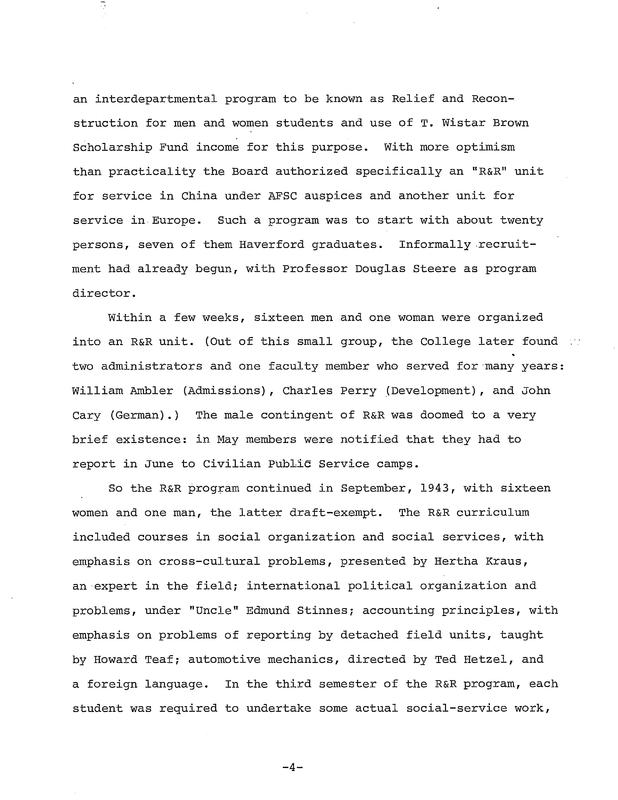 an interdepartmental program to be known as Relief and Recon-
struction for men and women students and use of T. Wistar Brown
Scholarship Fund income for this purpose. With more optimism
than practicality the Board authorized specifically an "R&R" unit
for service in China under AFSC auspices and another unit for
service in Europe. Such a program was to start with about twenty
persons, seven of them Haverford graduates. Informally recruit-
ment had already begun, with Professor Douglas Steere as program
director.
Within a few weeks, sixteen men and one woman were organized
into an R&R unit. (Out of this small group, the College later found
two administrators and one faculty member who served for many years:
William Ambler (Admissions), Charles Perry (Development), and John
Cary (German).) The male contingent of R&R was doomed to a very
brief existence: in May members were notified that they had to
report in June to Civilian Public Service camps.
So the R&R program continued in September, 1943, with sixteen
women and one man, the latter draft-exempt. The R&R curriculum
included courses in social organization and social services, with
emphasis on cross-cultural problems, presented by Hertha Kraus,
an expert in the field; international political organization and
problems, under "Uncle" Edmund Stinnes; accounting principles, with
emphasis on problems of reporting by detached field units, taught
by Howard Teaf; automotive mechanics, directed by Ted Hetzel, and
a foreign language. In the third semester of the R&R program, each
student was required to undertake some actual social-service work,
-4-